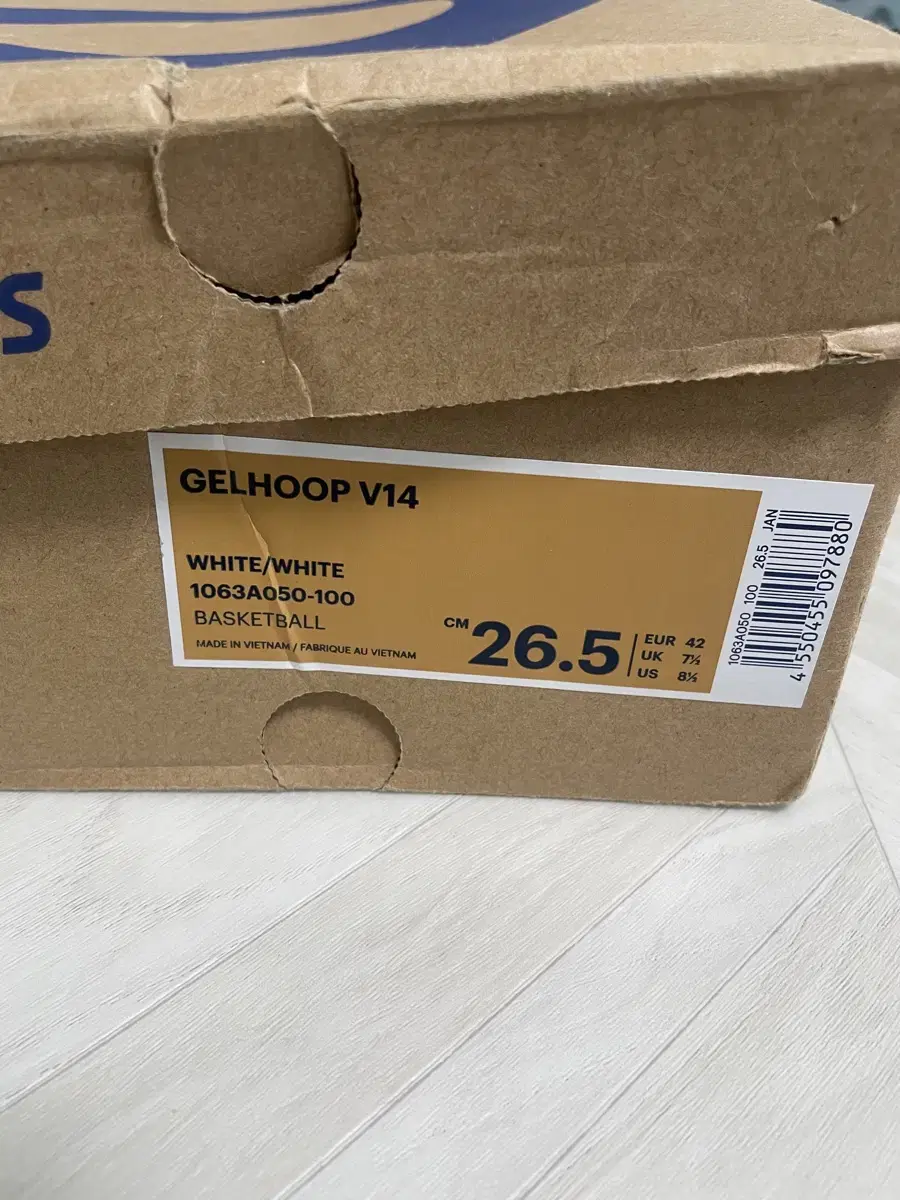 S
GELHOOP V14
WHITE/WHITE
1063A050-100
BASKETBALL
MADE IN VIETNAM / FABRIQUE AU VIETNAM
CM 26.5
EUR 42
UK 7½
US 8½
1063A050 100 26.5 JAN
4 550455 097880